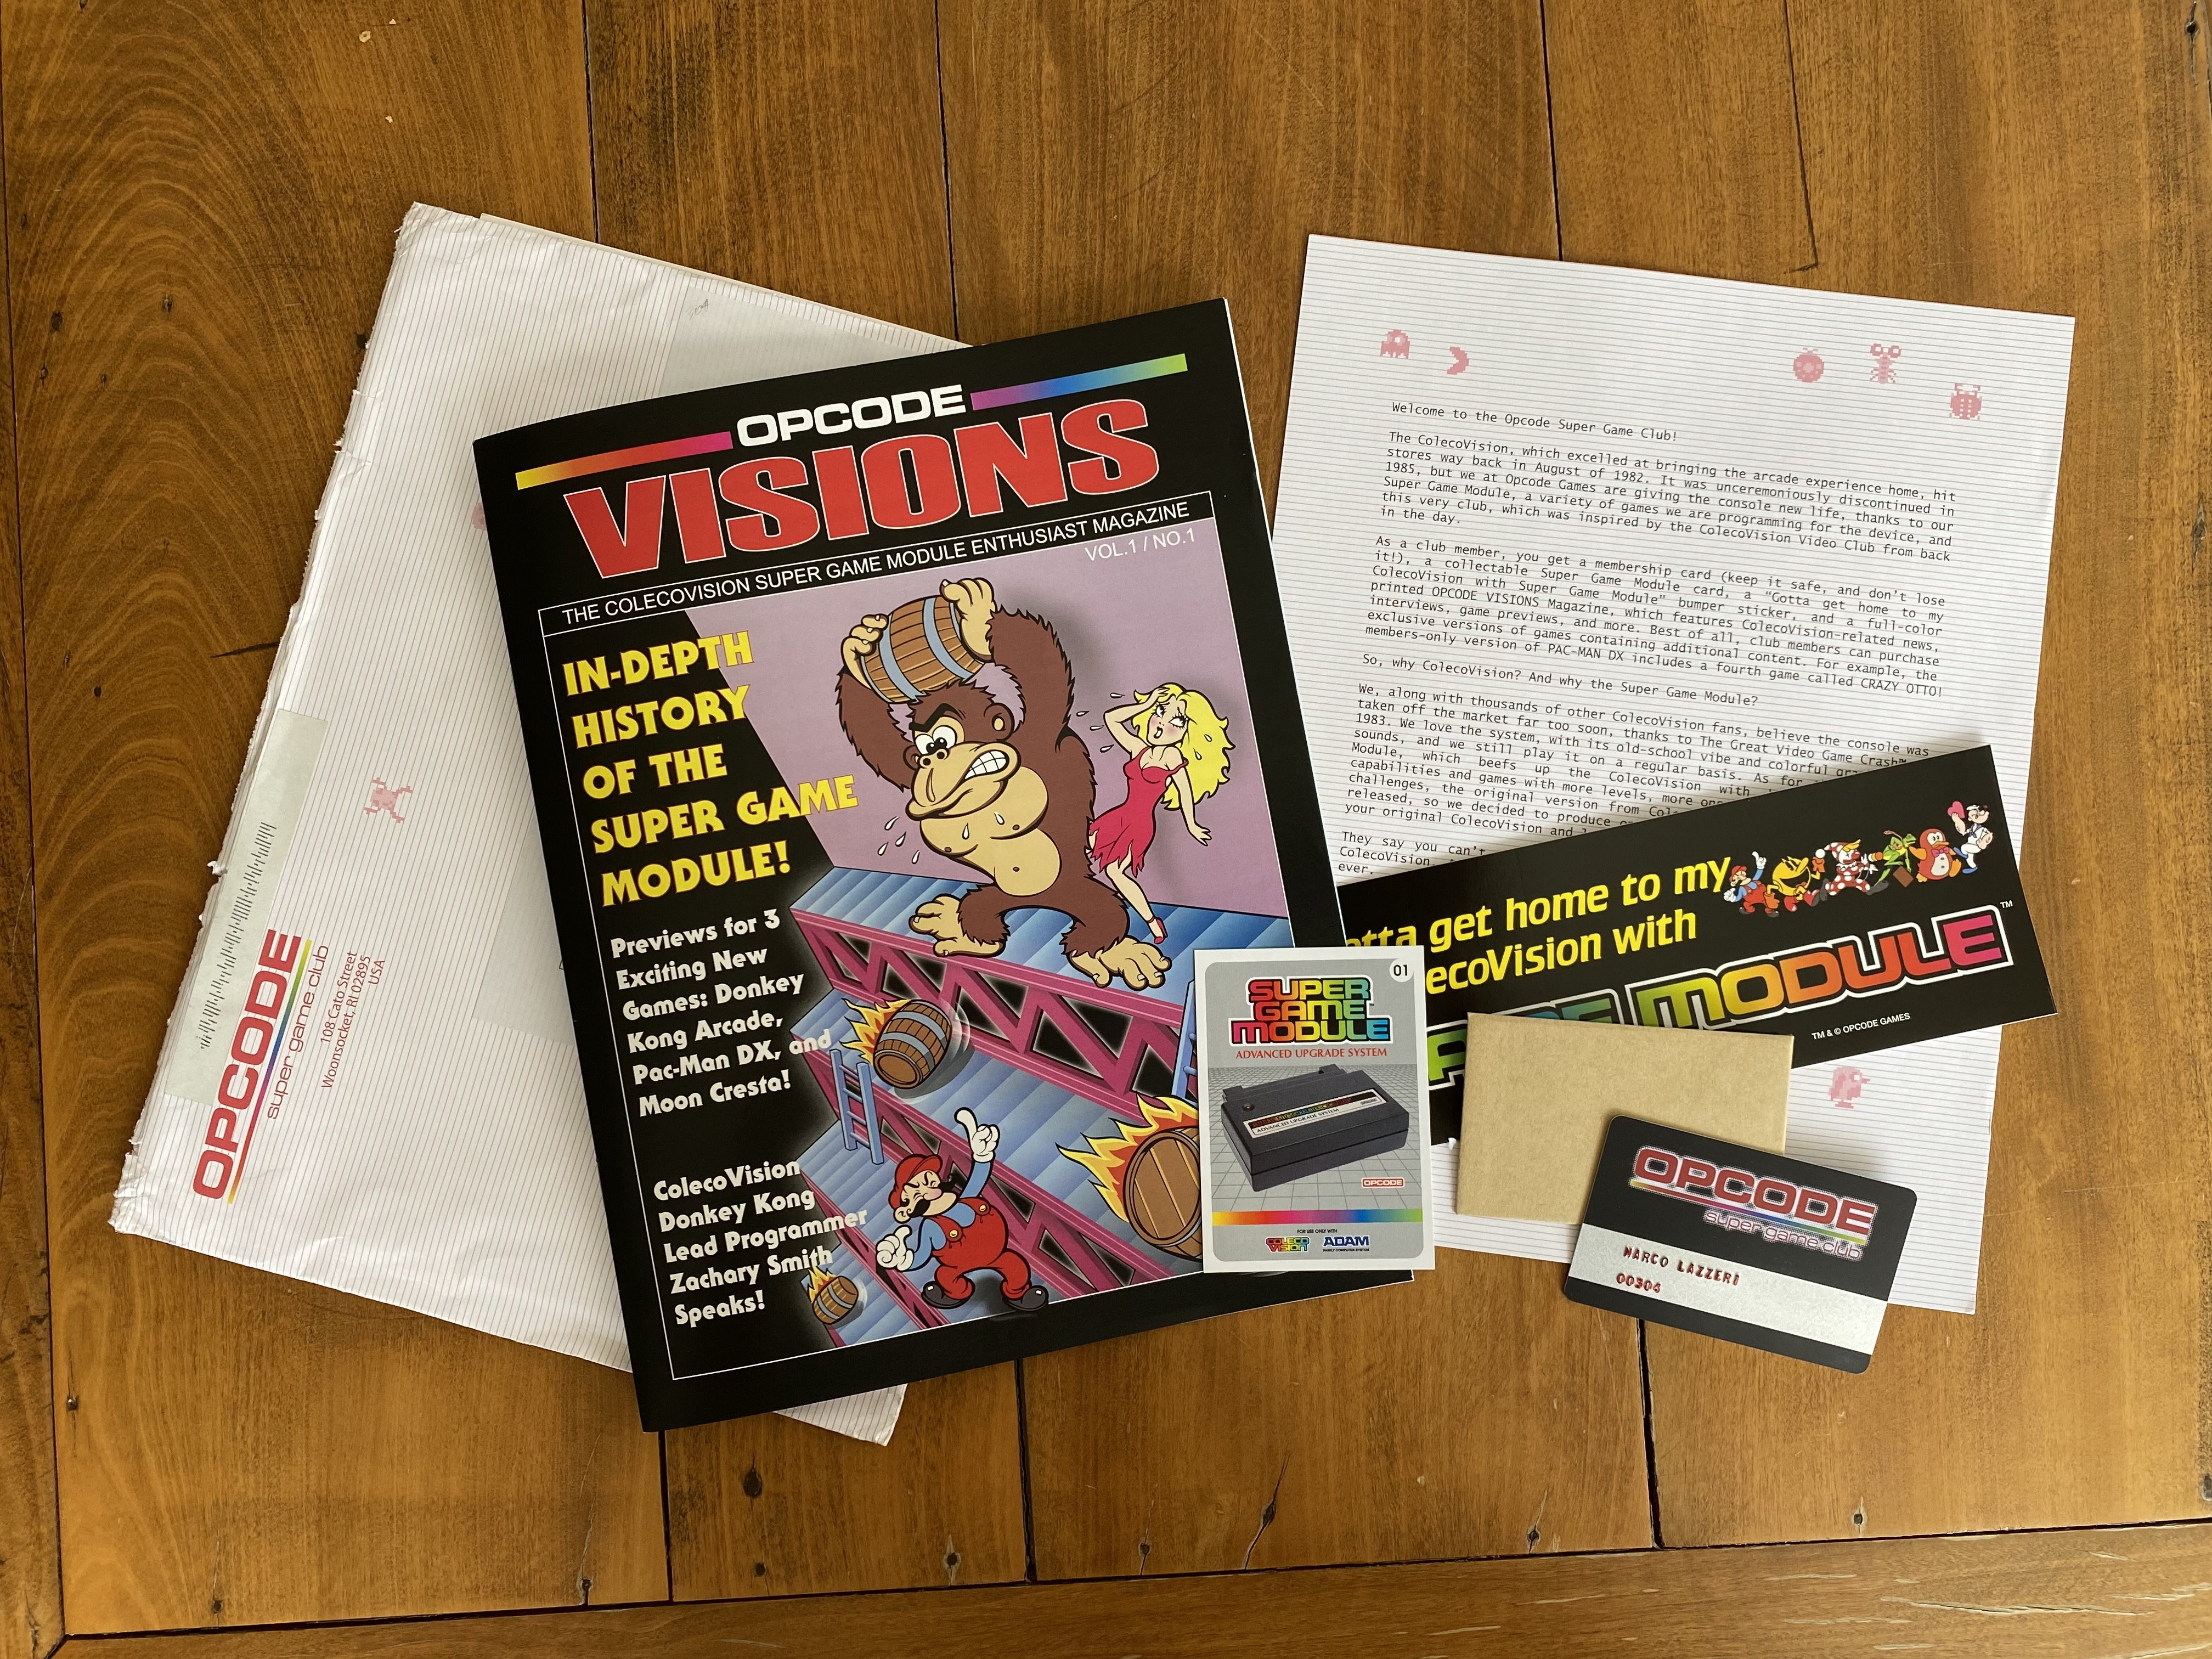 OPCODE
super game club
108 Cato Street
Woonsocket, RI 02895
USA
304
OPCODE
VISIONS
THE COLECOVISION SUPER GAME MODULE ENTHUSIAST MAGAZINE
VOL.1 / NO.1
IN-DEPTH
HISTORY
OF THE
SUPER GAME
MODULE!
Previews for 3
Exciting New
Games: Donkey
Kong Arcade,
Pac-Man DX, and
Moon Cresta!
ColecoVision
Donkey Kong
Lead Programmer
Zachary Smith
Speaks!
Welcome to the Opcode Super Game Club!
The ColecoVision, which excelled at bringing the arcade experience home, hit
stores way back in August of 1982. It was unceremoniously discontinued in
1985, but we at Opcode Games are giving the console new life, thanks to our
Super Game Module, a variety of games we are programming for the device, and
this very club, which was inspired by the ColecoVision Video Club from back
in the day.
As a club member, you get a membership card (keep it safe, and don't lose
it!), a collectable Super Game Module card, a "Gotta get home to my
ColecoVision with Super Game Module" bumper sticker, and a full-color
printed OPCODE VISIONS Magazine, which features ColecoVision-related news,
interviews, game previews, and more. Best of all, club members can purchase
exclusive versions of games containing additional content. For example, the
members-only version of PAC-MAN DX includes a fourth game called CRAZY OTTO!
So, why ColecoVision? And why the Super Game Module?
We, along with thousands of other ColecoVision fans, believe the console was
taken off the market far too soon, thanks to The Great Video Game Crash
1983. We love the system, with its old-school vibe and colorful
sounds, and we still play it on a regular basis. As for
Module, which beefs up the ColecoVision with
capabilities and games with more levels, more
challenges, the original version from
released, so we decided to produce
your original ColecoVision and
They say you can't
ColecoVision
ever.
get home to my
ecoVision with
MODULE™
TM & © OPCODE GAMES
01
SUPER
GAME
MODULE™
ADVANCED UPGRADE SYSTEM
ADVANCED UPGRADE SYSTEM
OPCODE
FOR USE ONLY WITH
COLECO
VISION
ADAM
FAMILY COMPUTER SYSTEM
OPCODE
super game club
MARCO LAZZERI
00304